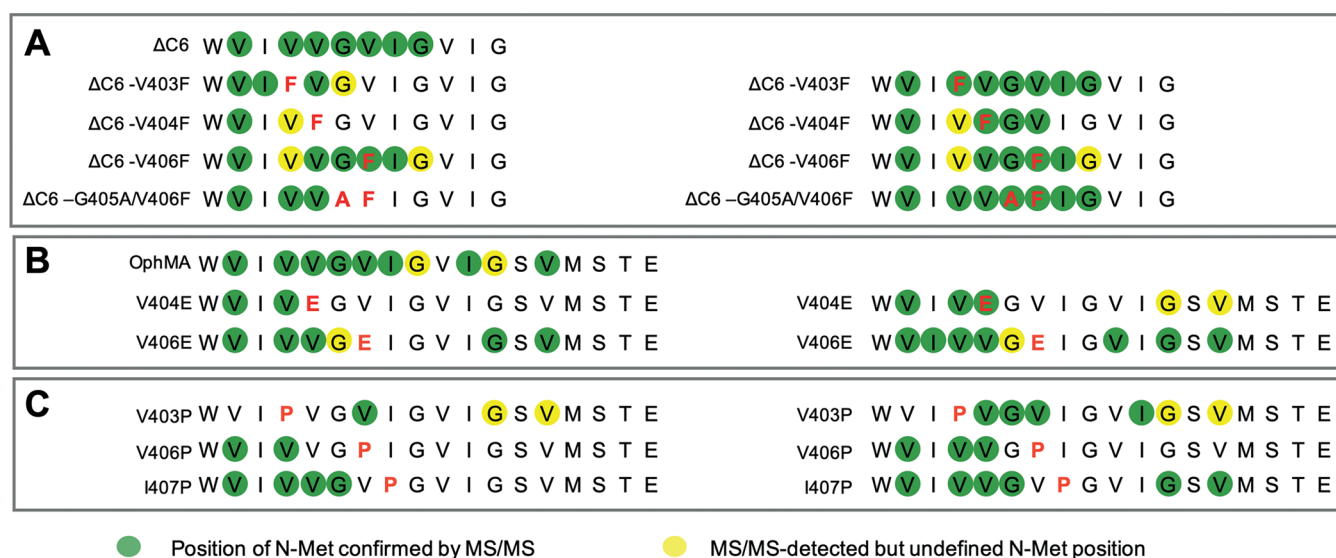 A
ΔC6 W V I V V G V I G V I G
ΔC6 -V403F W V I F V G V I G V I G ΔC6 -V403F W V I F V G V I G V I G
ΔC6 -V404F W V I V F G V I G V I G ΔC6 -V404F W V I V F G V I G V I G
ΔC6 -V406F W V I V V G F I G V I G ΔC6 -V406F W V I V V G F I G V I G
ΔC6 –G405A/V406F W V I V V A F I G V I G ΔC6 –G405A/V406F W V I V V A F I G V I G
B
OphMA W V I V V G V I G V I G S V M S T E
V404E W V I V E G V I G V I G S V M S T E V404E W V I V E G V I G V I G S V M S T E
V406E W V I V V G E I G V I G S V M S T E V406E W V I V V G E I G V I G S V M S T E
C
V403P W V I P V G V I G V I G S V M S T E V403P W V I P V G V I G V I G S V M S T E
V406P W V I V V G P I G V I G S V M S T E V406P W V I V V G P I G V I G S V M S T E
I407P W V I V V G V P G V I G S V M S T E I407P W V I V V G V P G V I G S V M S T E
Position of N-Met confirmed by MS/MS MS/MS-detected but undefined N-Met position